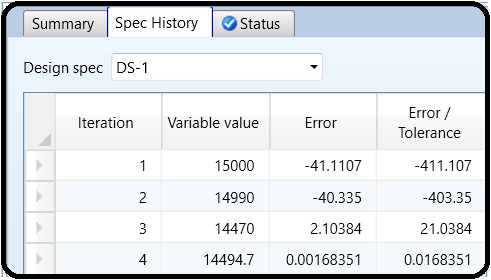 Summary Spec History Status
Design spec DS-1
Iteration Variable value Error Error / Tolerance
1 15000 -41.1107 -411.107
2 14990 -40.335 -403.35
3 14470 2.10384 21.0384
4 14494.7 0.00168351 0.0168351